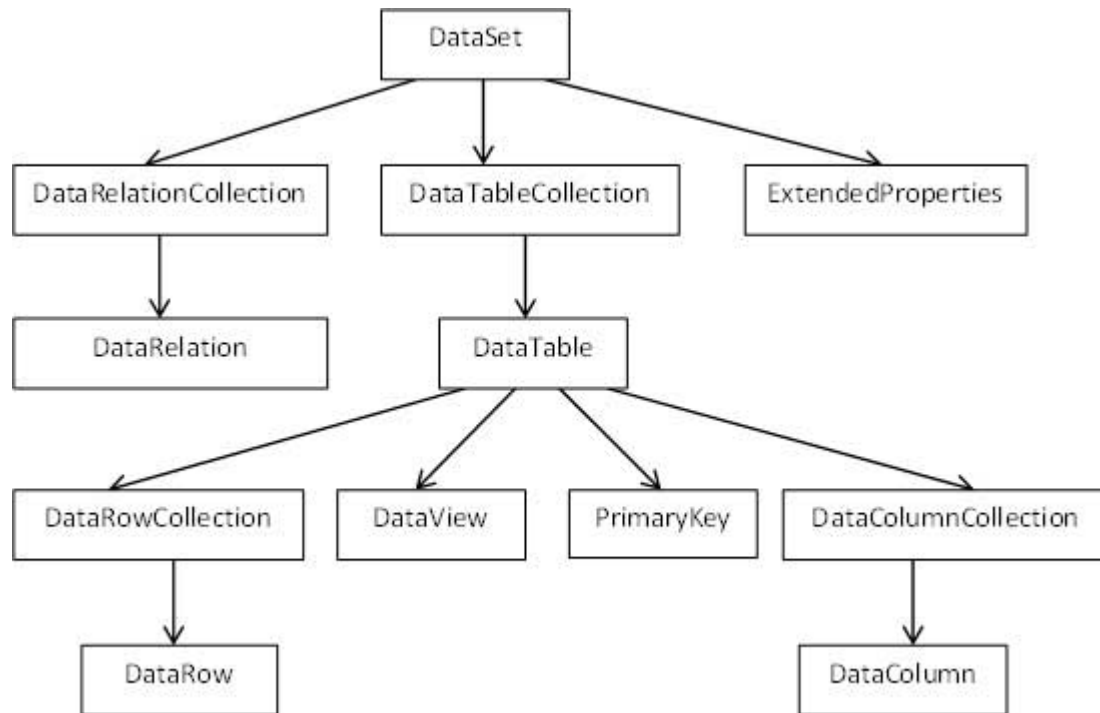 DataSet
DataRelationCollection
DataTableCollection
ExtendedProperties
DataRelation
DataTable
DataRowCollection
DataView
PrimaryKey
DataColumnCollection
DataRow
DataColumn